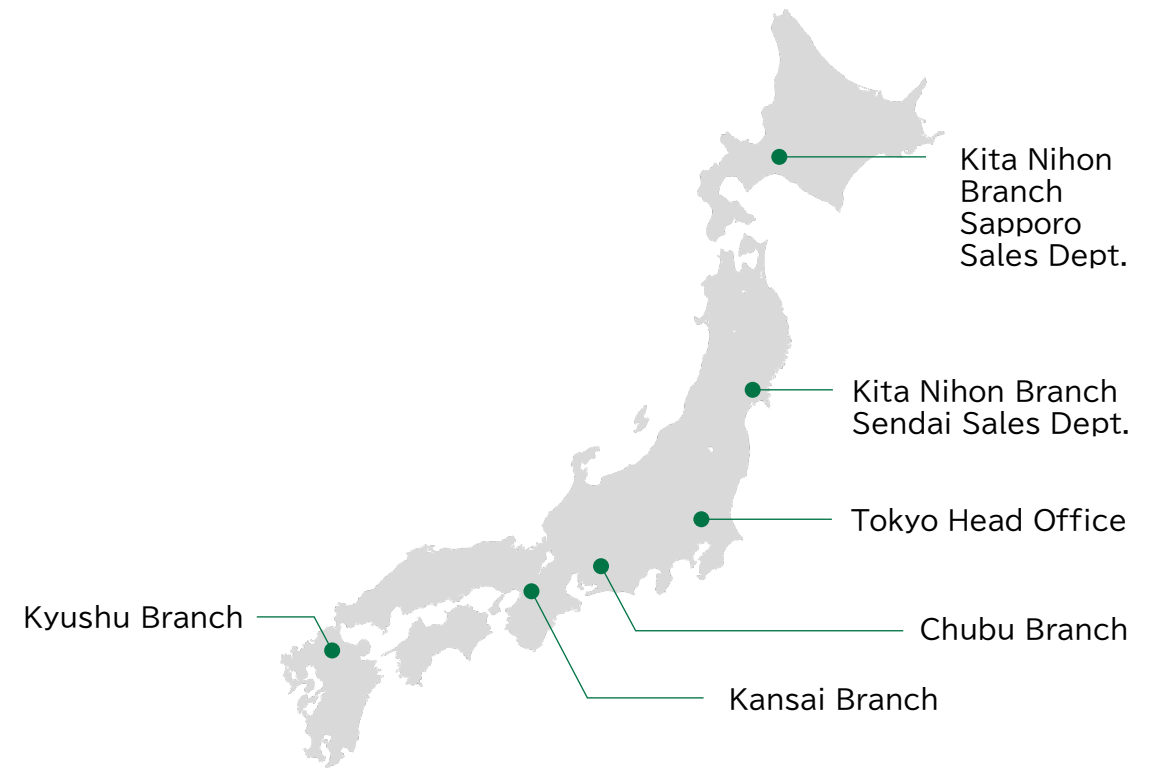 Kita Nihon
Branch
Sapporo
Sales Dept.
Kita Nihon Branch
Sendai Sales Dept.
Tokyo Head Office
Kyushu Branch
Chubu Branch
Kansai Branch